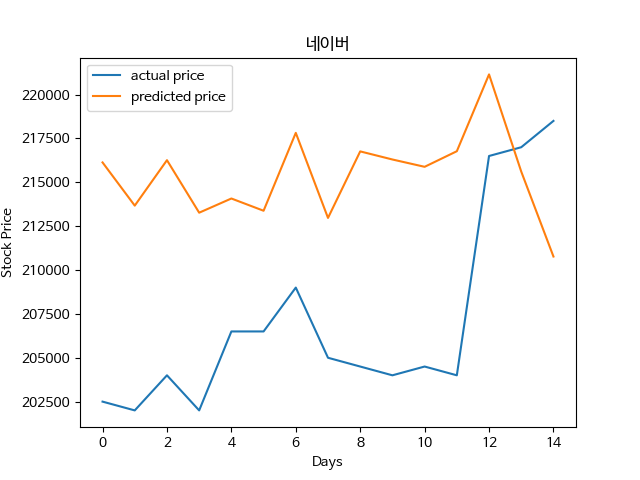 네이버
actual price
predicted price
Stock Price
220000
217500
215000
212500
210000
207500
205000
202500
0 2 4 6 8 10 12 14
Days